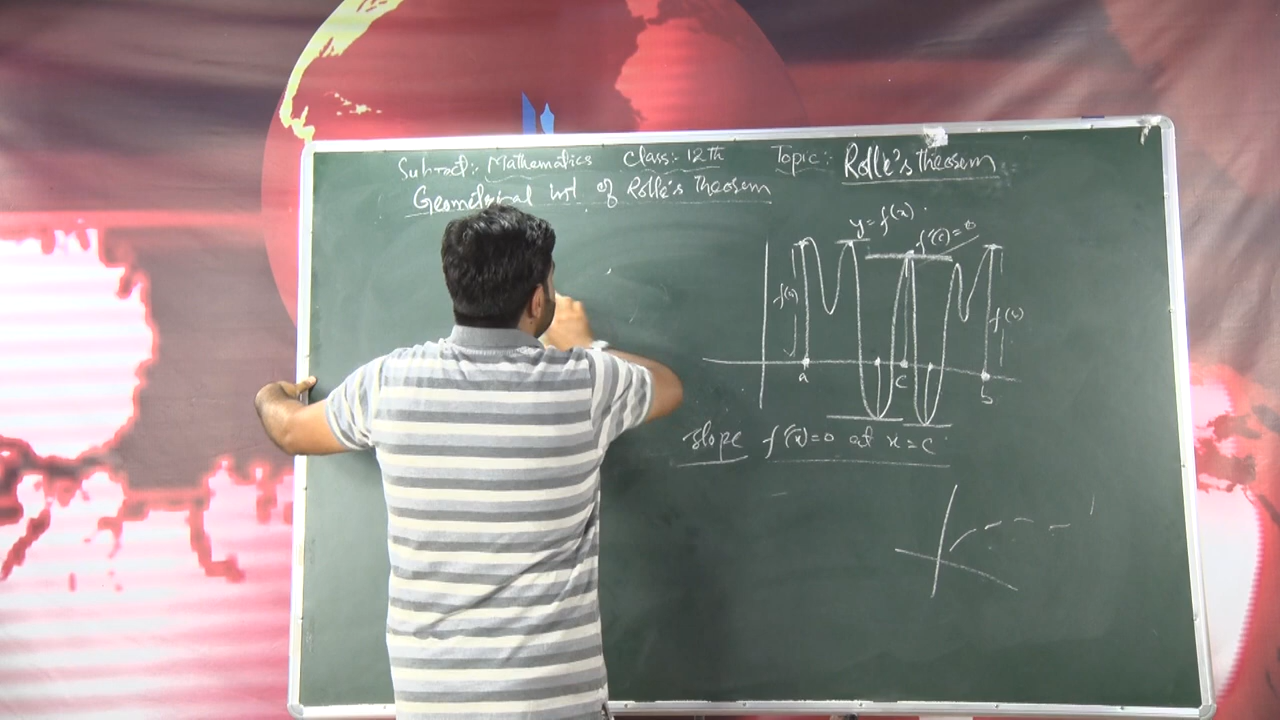 Subject:- Mathematics Class:- 12th Topic:- Rolle's theorem
Geometrical int. of Rolle's Theorem
y = f(x)
f'(c) = 0
f(a)
f(b)
a c b
slope f'(x)=0 at x=c